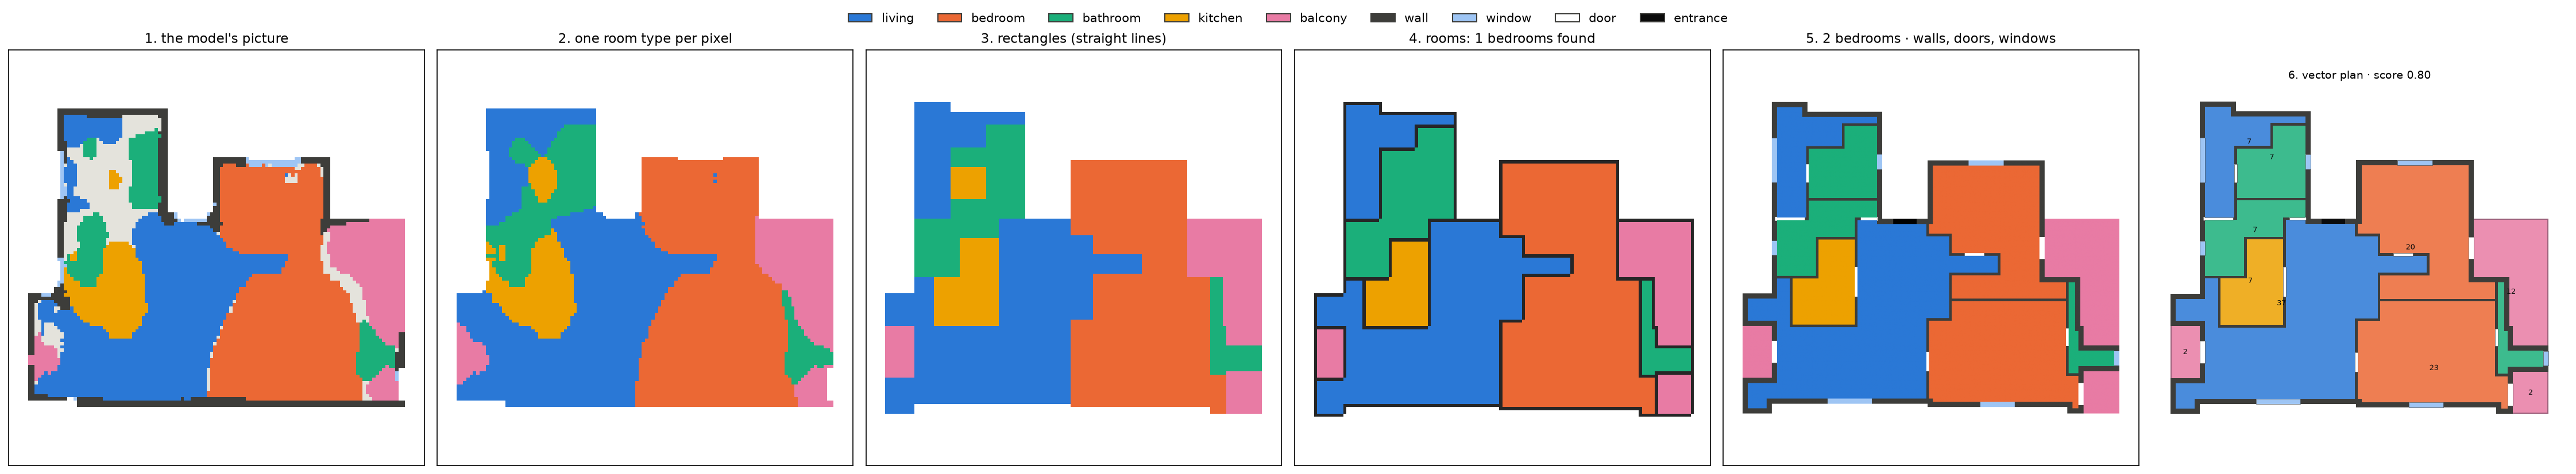 living bedroom bathroom kitchen balcony wall window door entrance
1. the model's picture
2. one room type per pixel
3. rectangles (straight lines)
4. rooms: 1 bedrooms found
5. 2 bedrooms · walls, doors, windows
6. vector plan · score 0.80
7
7
7
20
7
12
37
2
23
2